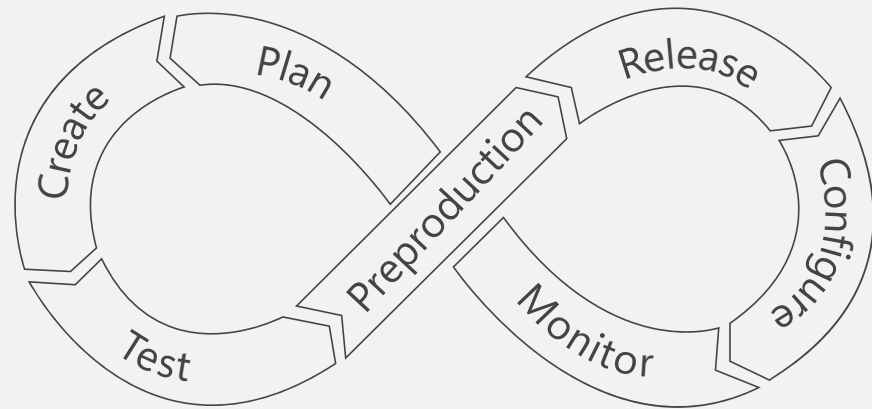 Plan
Create
Test
Preproduction
Release
Configure
Monitor